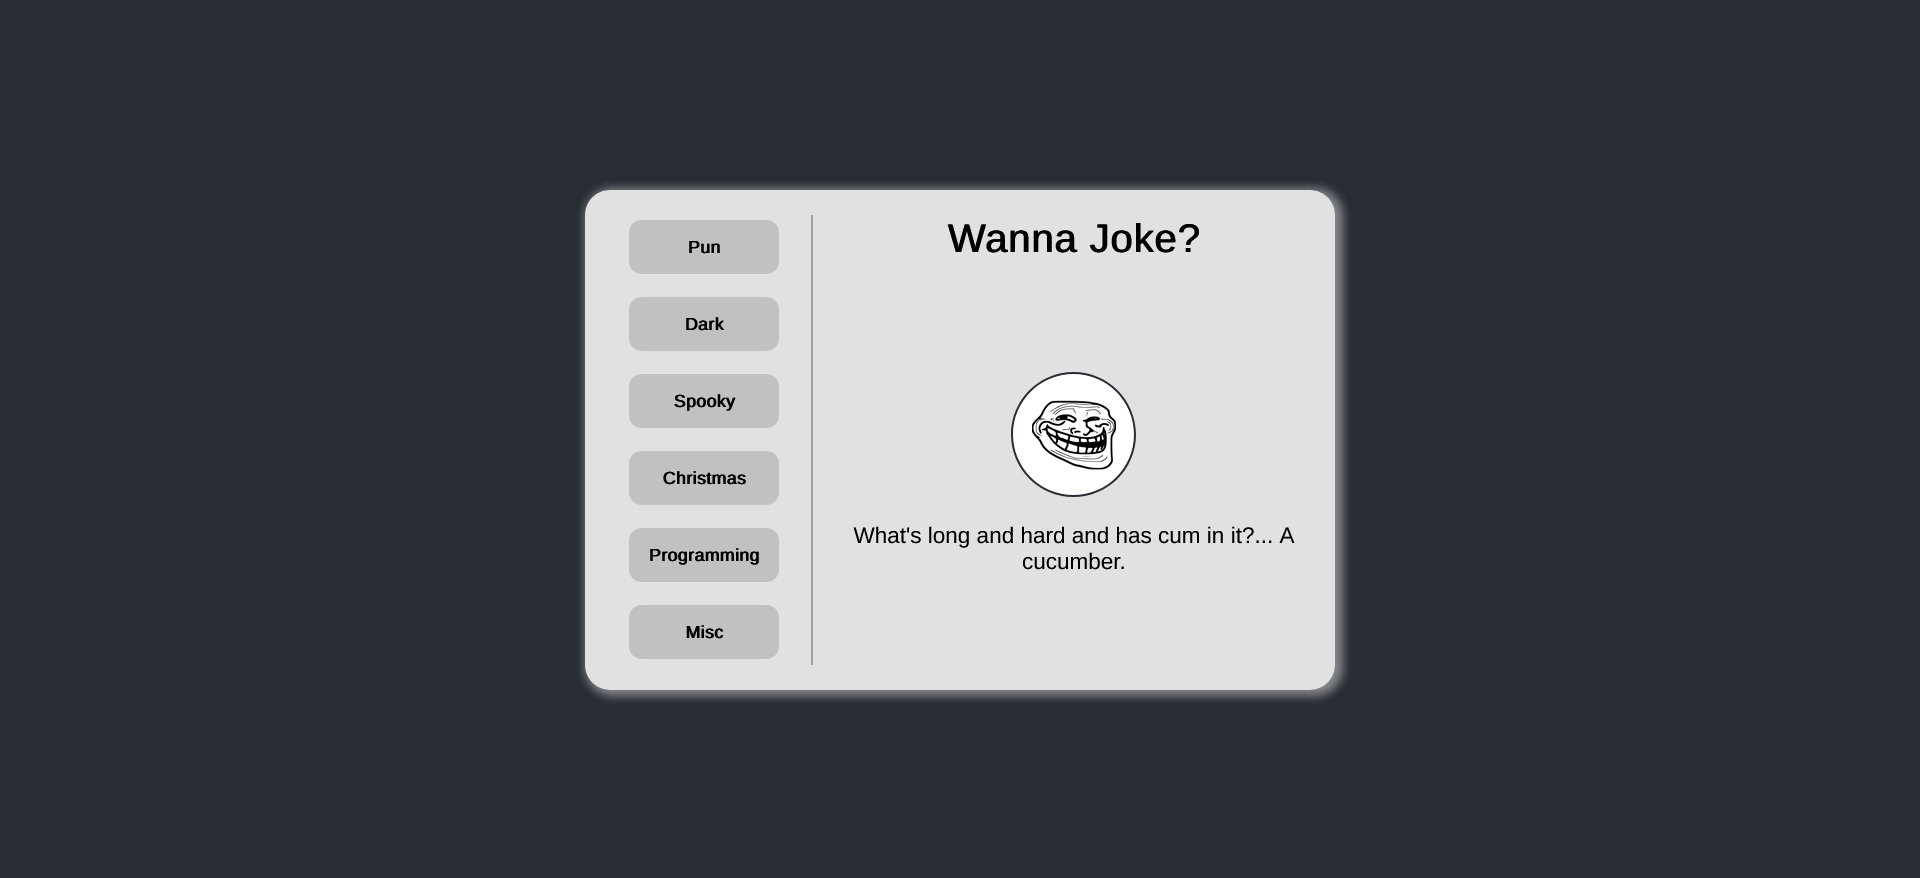 Pun
Dark
Spooky
Christmas
Programming
Misc
Wanna Joke?
What's long and hard and has cum in it?... A
cucumber.